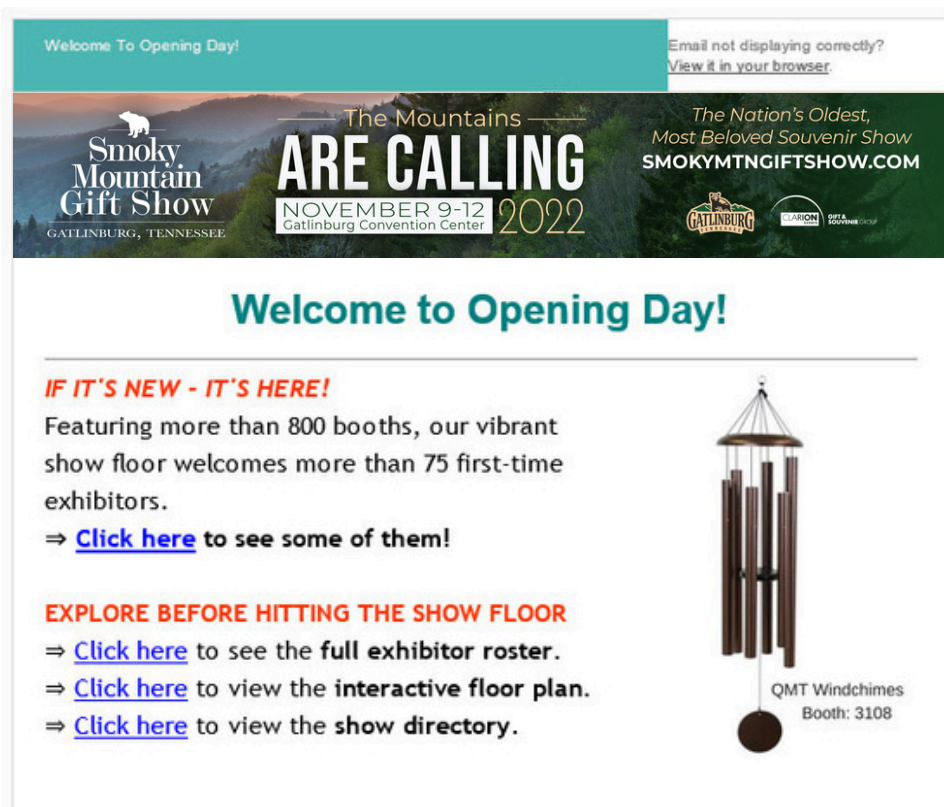 Welcome To Opening Day!
Email not displaying correctly?
View it in your browser.
Smoky
Mountain
Gift Show
GATLINBURG, TENNESSEE
The Mountains
ARE CALLING
NOVEMBER 9-12
Gatlinburg Convention Center
2022
The Nation's Oldest,
Most Beloved Souvenir Show
SMOKYMTNGIFTSHOW.COM
GATLINBURG
TENNESSEE
CLARION
GIFT &
SOUVENIR GROUP
Welcome to Opening Day!
IF IT'S NEW - IT'S HERE!
Featuring more than 800 booths, our vibrant
show floor welcomes more than 75 first-time
exhibitors.
⇒ Click here to see some of them!
EXPLORE BEFORE HITTING THE SHOW FLOOR
⇒ Click here to see the full exhibitor roster.
⇒ Click here to view the interactive floor plan.
⇒ Click here to view the show directory.
QMT Windchimes
Booth: 3108